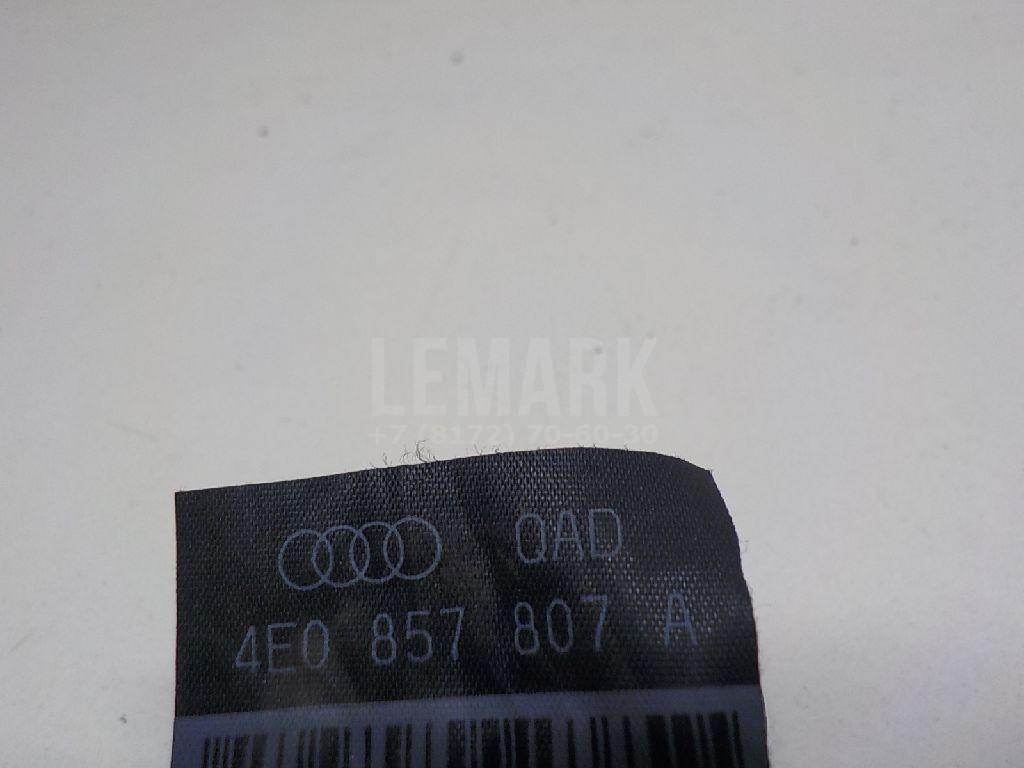 LEMARK
+7 (8172) 70-60-30
QAD
4E0 857 807 A